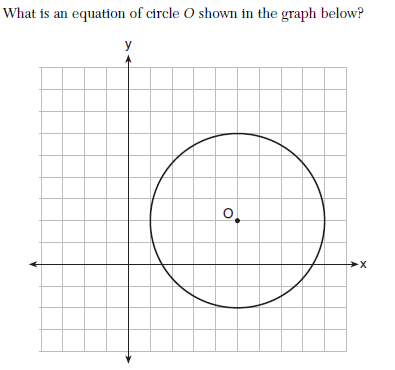 What is an equation of circle O shown in the graph below?
y
O
x